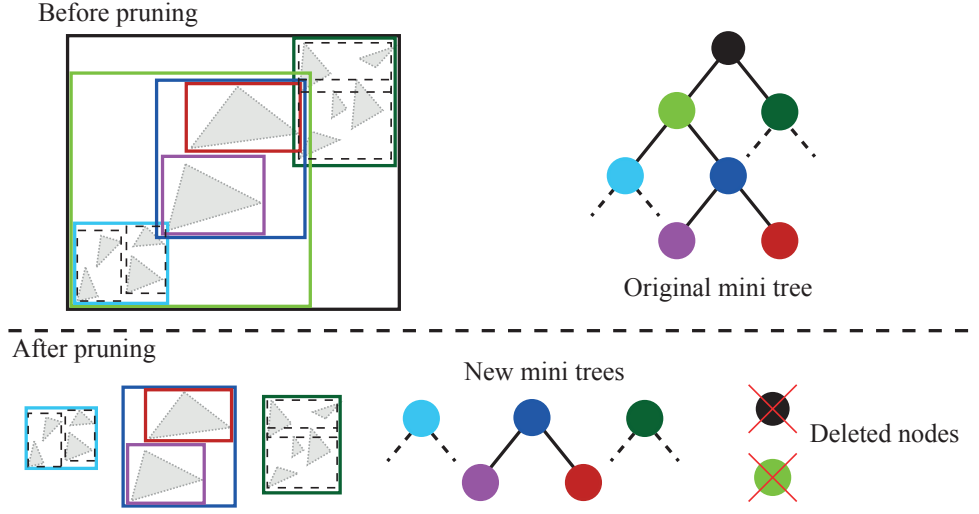 Before pruning
Original mini tree
After pruning
New mini trees
Deleted nodes